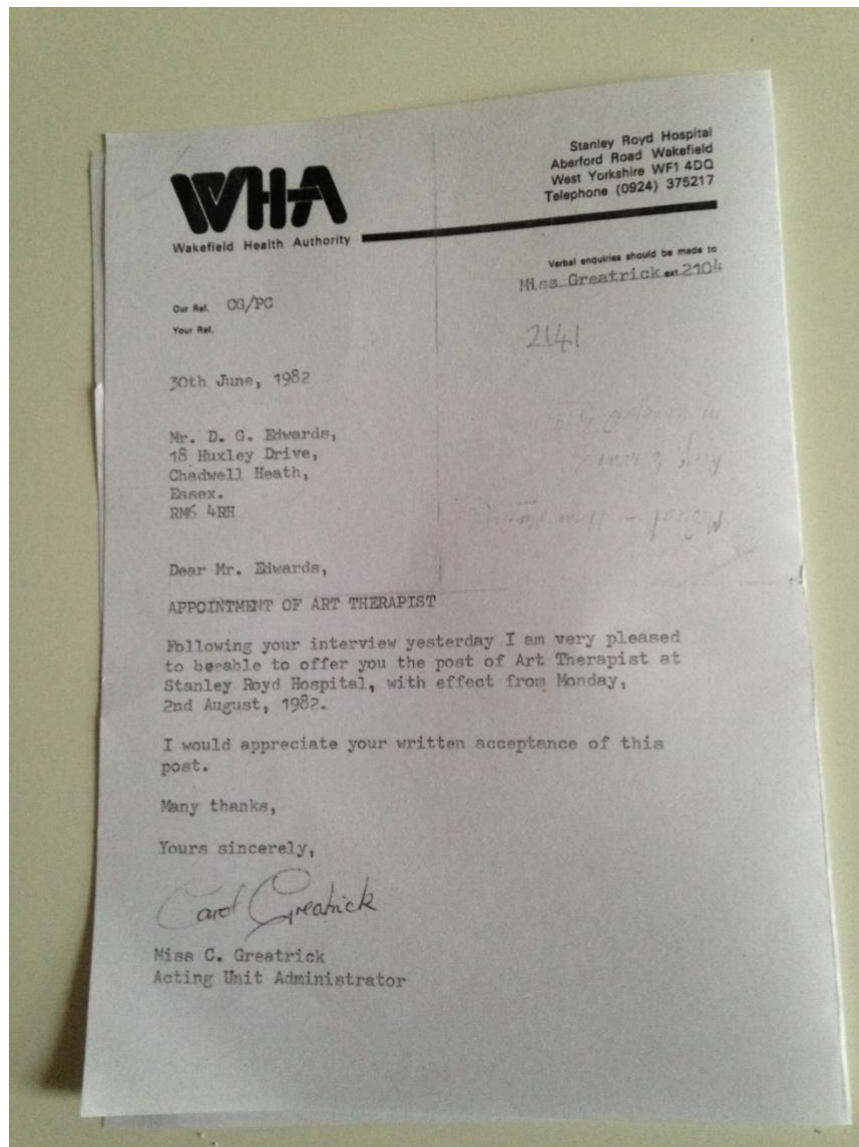 WHA
Wakefield Health Authority
Stanley Royd Hospital
Aberford Road Wakefield
West Yorkshire WF1 4DQ
Telephone (0924) 375217
Verbal enquiries should be made to
Miss Greatrick ext 2104
2141
Our Ref. CG/PC
Your Ref.
30th June, 1982
Mr. D. G. Edwards,
18 Huxley Drive,
Chadwell Heath,
Essex.
RM6 4RH
Dear Mr. Edwards,
APPOINTMENT OF ART THERAPIST
Following your interview yesterday I am very pleased
to beable to offer you the post of Art Therapist at
Stanley Royd Hospital, with effect from Monday,
2nd August, 1982.
I would appreciate your written acceptance of this
post.
Many thanks,
Yours sincerely,
Carol Greatrick
Miss C. Greatrick
Acting Unit Administrator